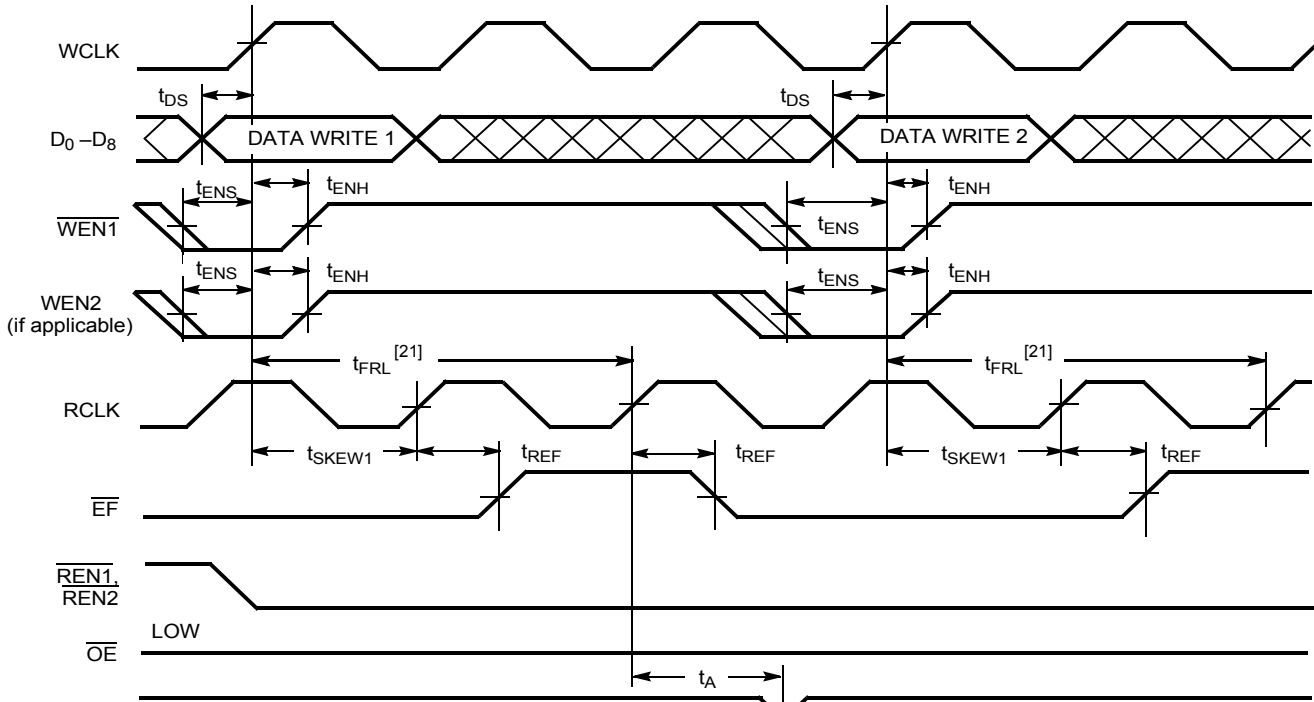 WCLK
tDS tDS
D0 –D8 DATA WRITE 1 DATA WRITE 2
tENS tENH tENH
WEN1 tENS
tENS tENH tENS tENH
WEN2
(if applicable)
tFRL [21] tFRL [21]
RCLK
tSKEW1 tREF tREF tSKEW1 tREF
EF
REN1,
REN2
LOW
OE
tA